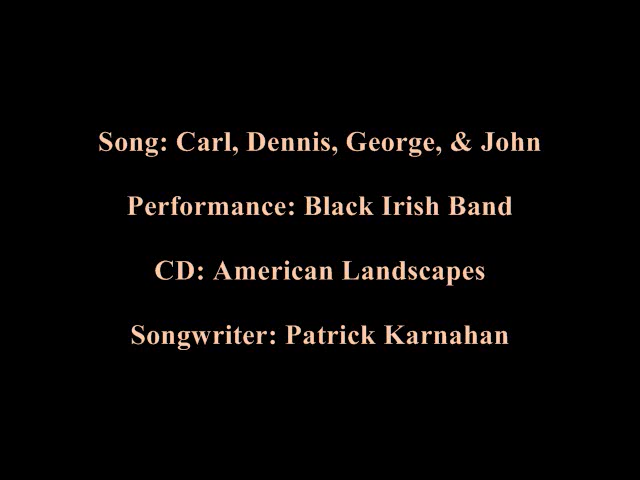 Song: Carl, Dennis, George, & John
Performance: Black Irish Band
CD: American Landscapes
Songwriter: Patrick Karnahan